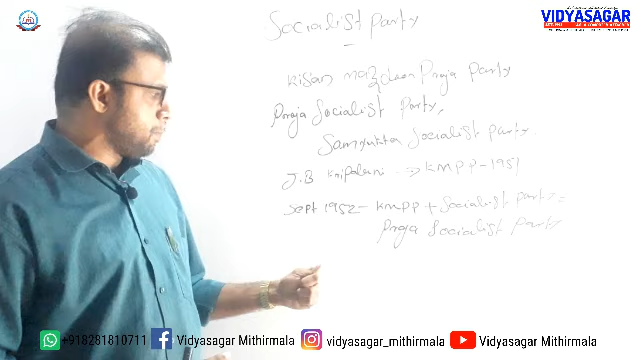 VIDYASAGAR
Socialist Party
Kisan mazdoor Praja Party
Praja Socialist Party,
Samyukta Socialist Party.
J.B Kripalani → KMPP - 1951
Sept 1952 - KMPP + Socialist Party =
Praja Socialist Party
+918281810711 Vidyasagar Mithirmala vidyasagar_mithirmala Vidyasagar Mithirmala